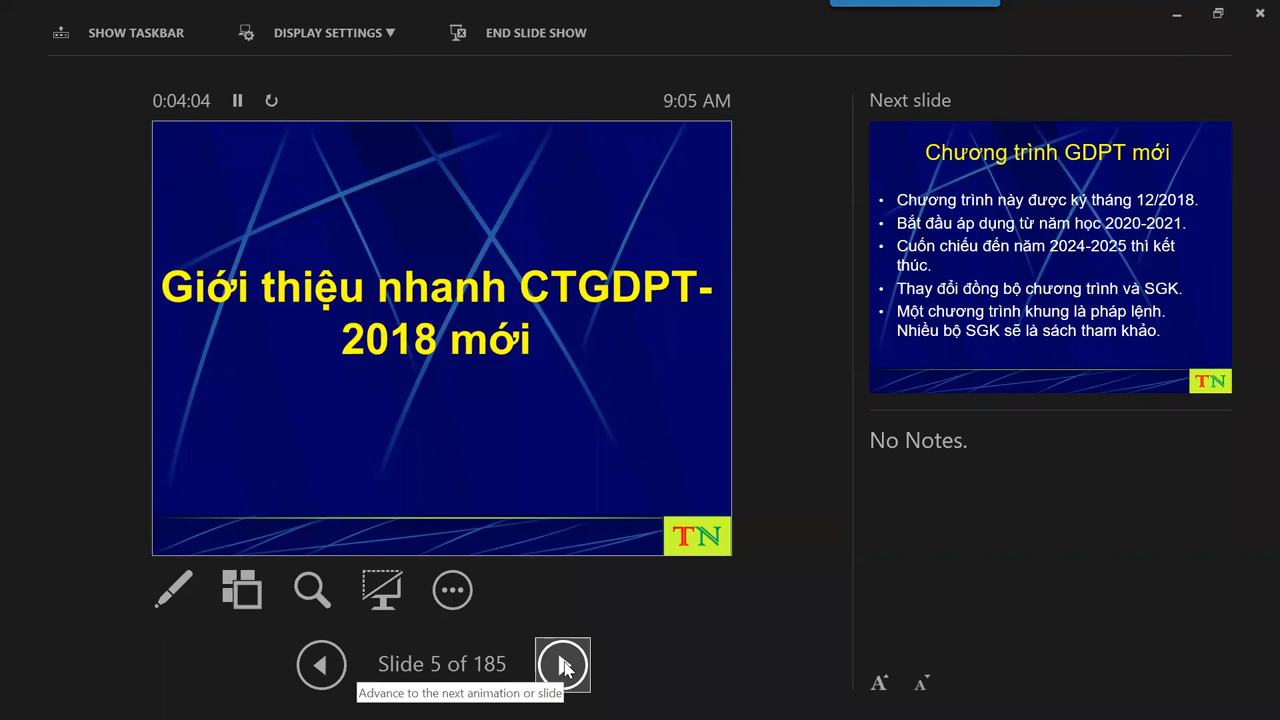 SHOW TASKBAR
DISPLAY SETTINGS ▼
END SLIDE SHOW
0:04:04
9:05 AM
Giới thiệu nhanh CTGDPT-
2018 mới
TN
Slide 5 of 185
Advance to the next animation or slide
Next slide
Chương trình GDPT mới
• Chương trình này được ký tháng 12/2018.
• Bắt đầu áp dụng từ năm học 2020-2021.
• Cuốn chiếu đến năm 2024-2025 thì kết
thúc.
• Thay đổi đồng bộ chương trình và SGK.
• Một chương trình khung là pháp lệnh.
Nhiều bộ SGK sẽ là sách tham khảo.
TN
No Notes.
A A